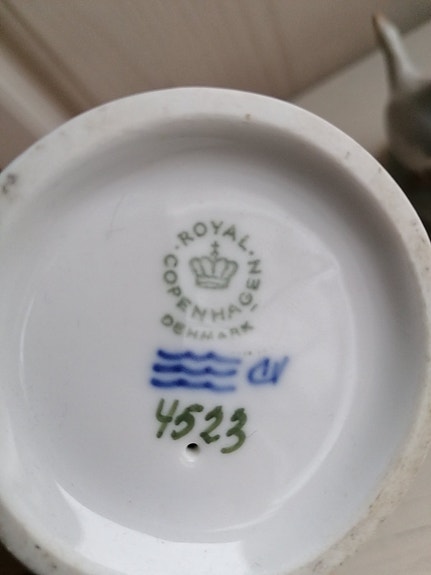 ROYAL
COPENHAGEN
DENMARK
4523